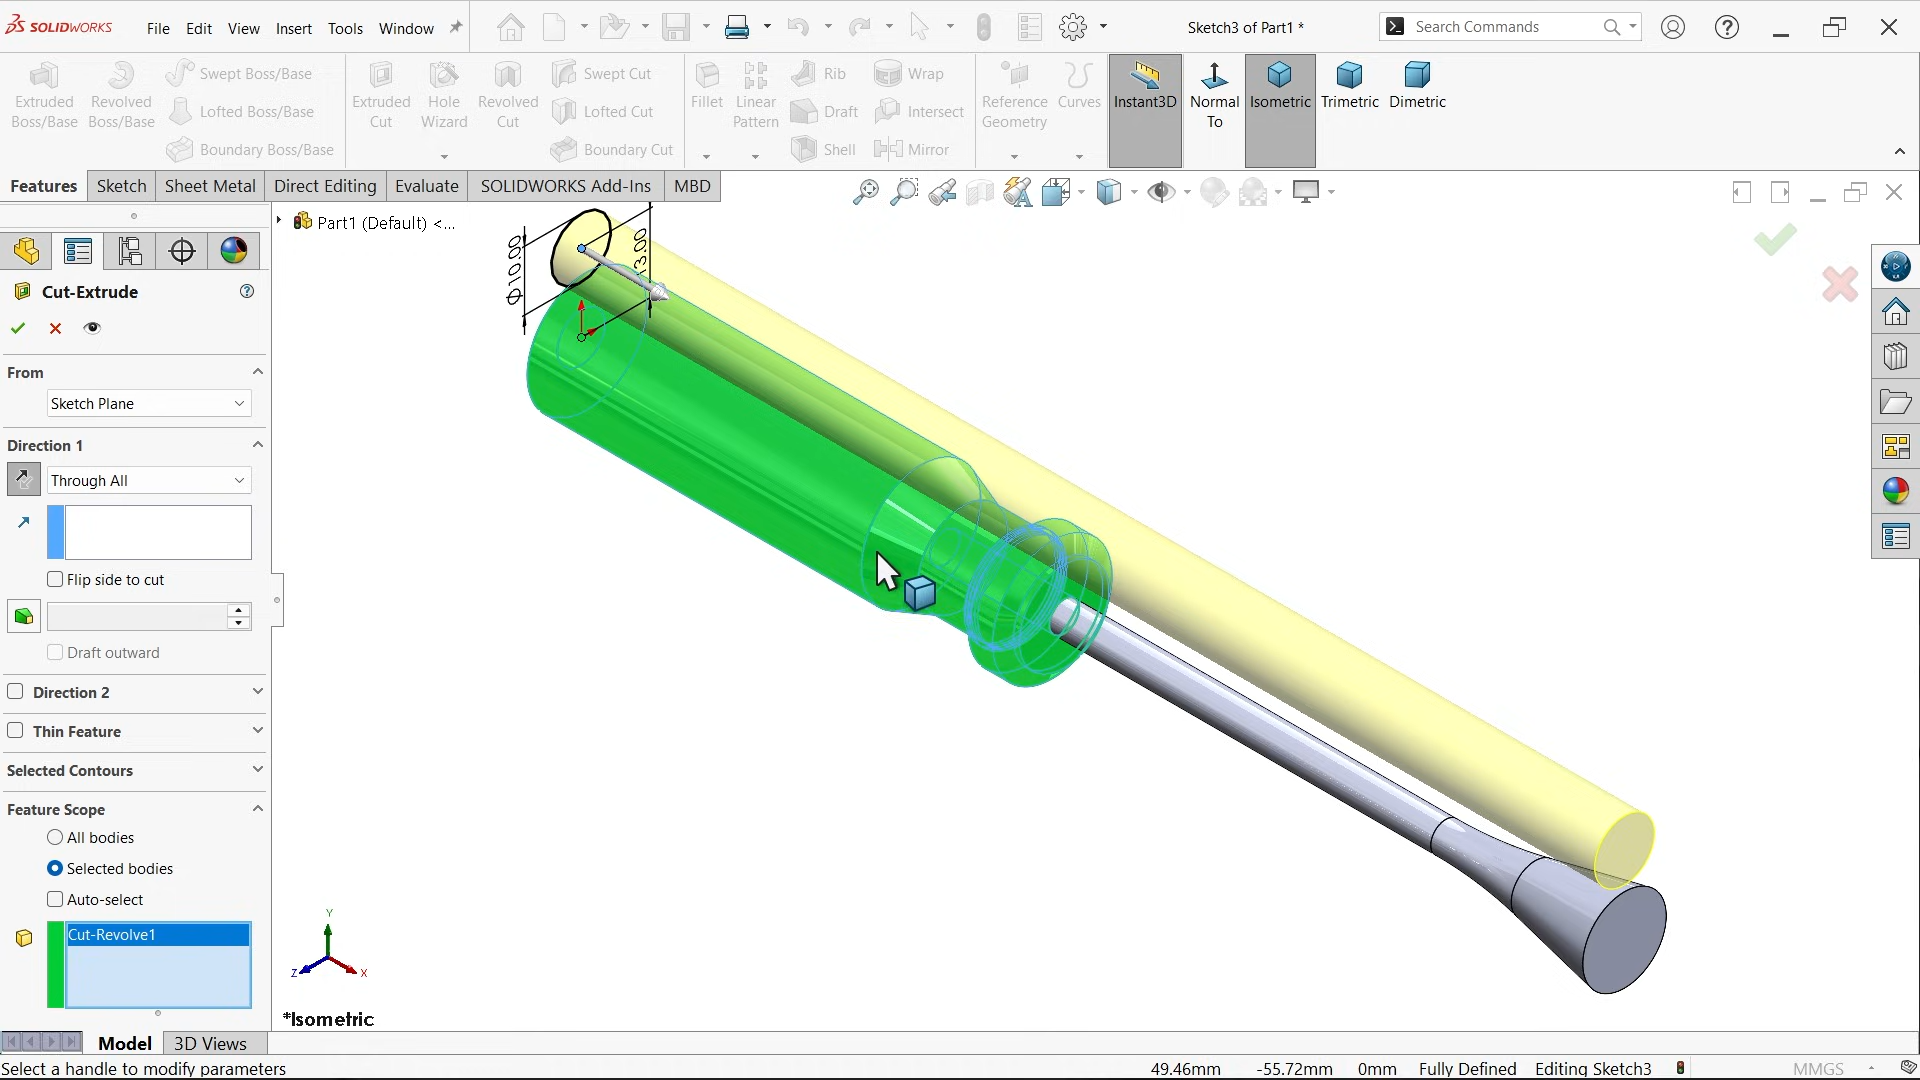 SOLIDWORKS
File Edit View Insert Tools Window
Sketch3 of Part1 *
Search Commands
Extruded Boss/Base
Revolved Boss/Base
Swept Boss/Base
Lofted Boss/Base
Boundary Boss/Base
Extruded Cut
Hole Wizard
Revolved Cut
Swept Cut
Lofted Cut
Boundary Cut
Fillet
Linear Pattern
Rib
Draft
Shell
Wrap
Intersect
Mirror
Reference Geometry
Curves
Instant3D
Normal To
Isometric
Trimetric
Dimetric
Features Sketch Sheet Metal Direct Editing Evaluate SOLIDWORKS Add-Ins MBD
Part1 (Default) <...
Cut-Extrude
From
Sketch Plane
Direction 1
Through All
Flip side to cut
Draft outward
Direction 2
Thin Feature
Selected Contours
Feature Scope
All bodies
Selected bodies
Auto-select
Cut-Revolve1
Φ10.00
Y
Z
X
*Isometric
Model 3D Views
Select a handle to modify parameters
49.46mm -55.72mm 0mm Fully Defined Editing Sketch3
MMGS